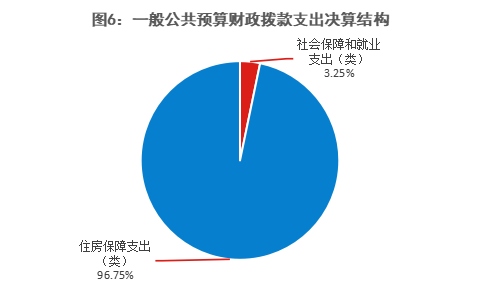 图6：一般公共预算财政拨款支出决算结构
社会保障和就业
支出（类）
3.25%
住房保障支出
（类）
96.75%